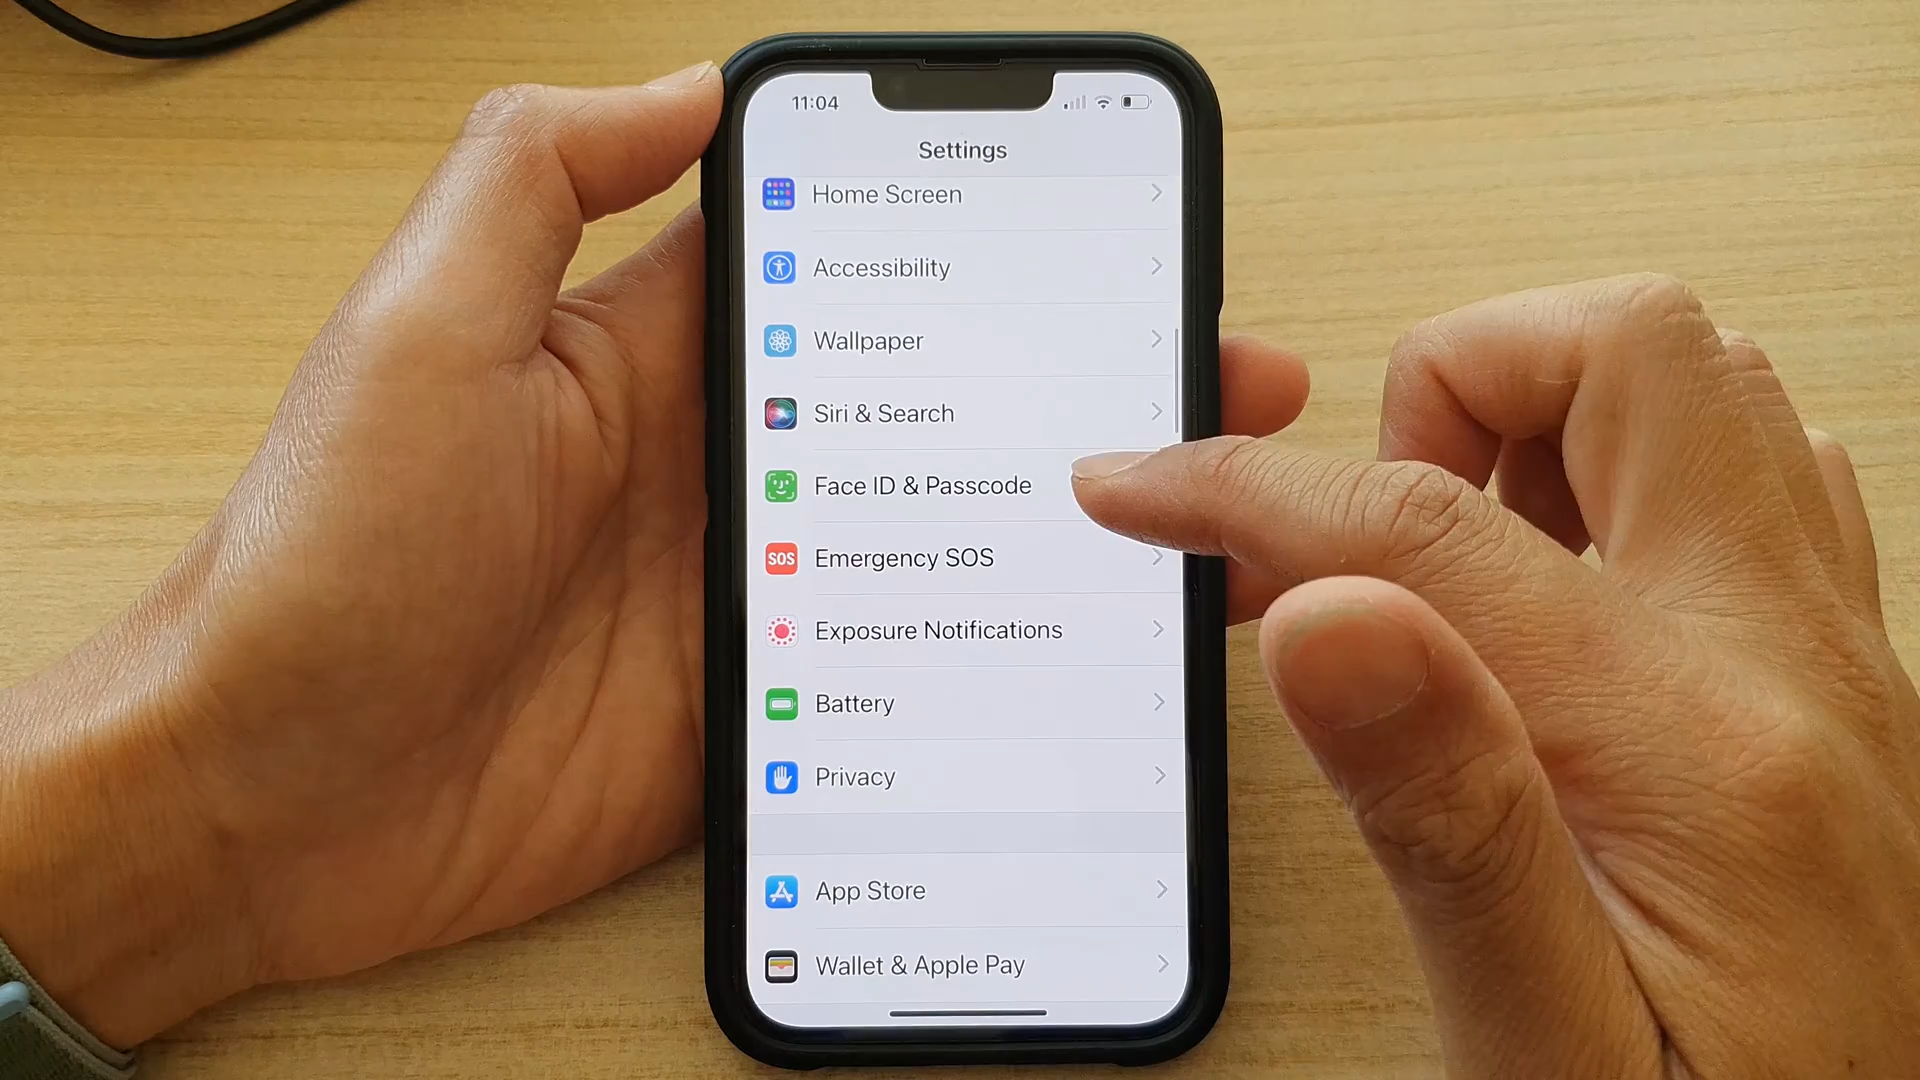 11:04
Settings
Home Screen
Accessibility
Wallpaper
Siri & Search
Face ID & Passcode
SOS Emergency SOS
Exposure Notifications
Battery
Privacy
App Store
Wallet & Apple Pay